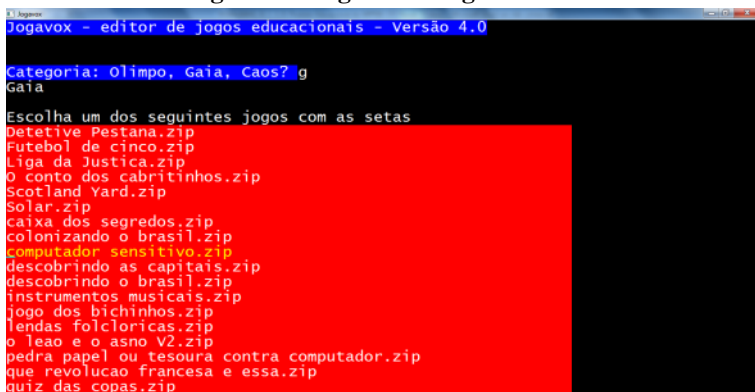 Jogavox
Jogavox - editor de jogos educacionais - Versão 4.0
Categoria: Olimpo, Gaia, Caos? g
Gaia
Escolha um dos seguintes jogos com as setas
Detetive Pestana.zip
Futebol de cinco.zip
Liga da Justica.zip
O conto dos cabritinhos.zip
Scotland Yard.zip
Solar.zip
caixa dos segredos.zip
colonizando o brasil.zip
computador sensitivo.zip
descobrindo as capitais.zip
descobrindo o brasil.zip
instrumentos musicais.zip
jogo dos bichinhos.zip
lendas folcloricas.zip
o leao e o asno V2.zip
pedra papel ou tesoura contra computador.zip
que revolucao francesa e essa.zip
quiz das copas.zip